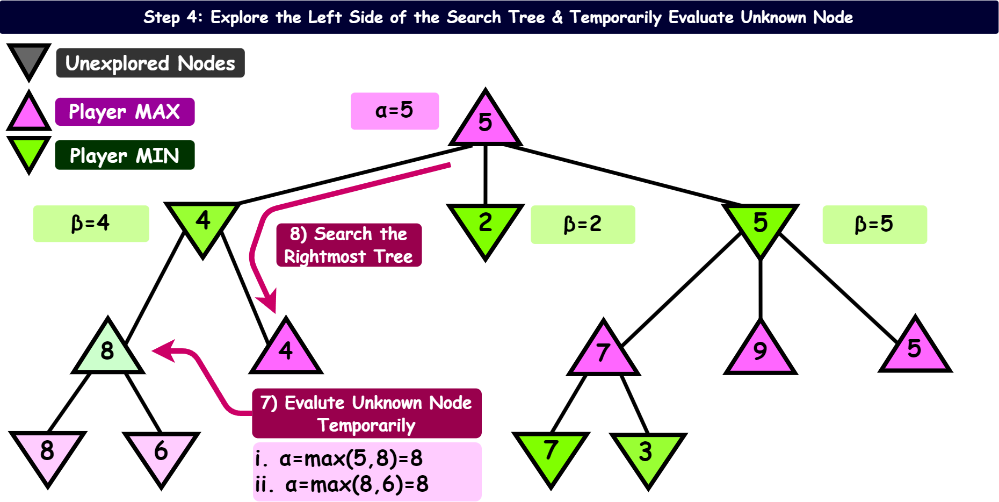 Step 4: Explore the Left Side of the Search Tree & Temporarily Evaluate Unknown Node
Unexplored Nodes
Player MAX
Player MIN
α=5
5
β=4
4
2
β=2
5
β=5
8) Search the
Rightmost Tree
8
4
7
9
5
7) Evalute Unknown Node
Temporarily
i. α=max(5,8)=8
ii. α=max(8,6)=8
8
6
7
3